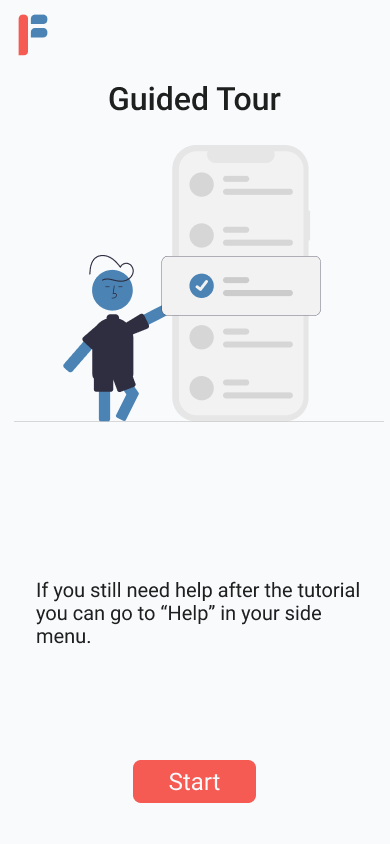 Guided Tour
If you still need help after the tutorial
you can go to “Help” in your side
menu.
Start